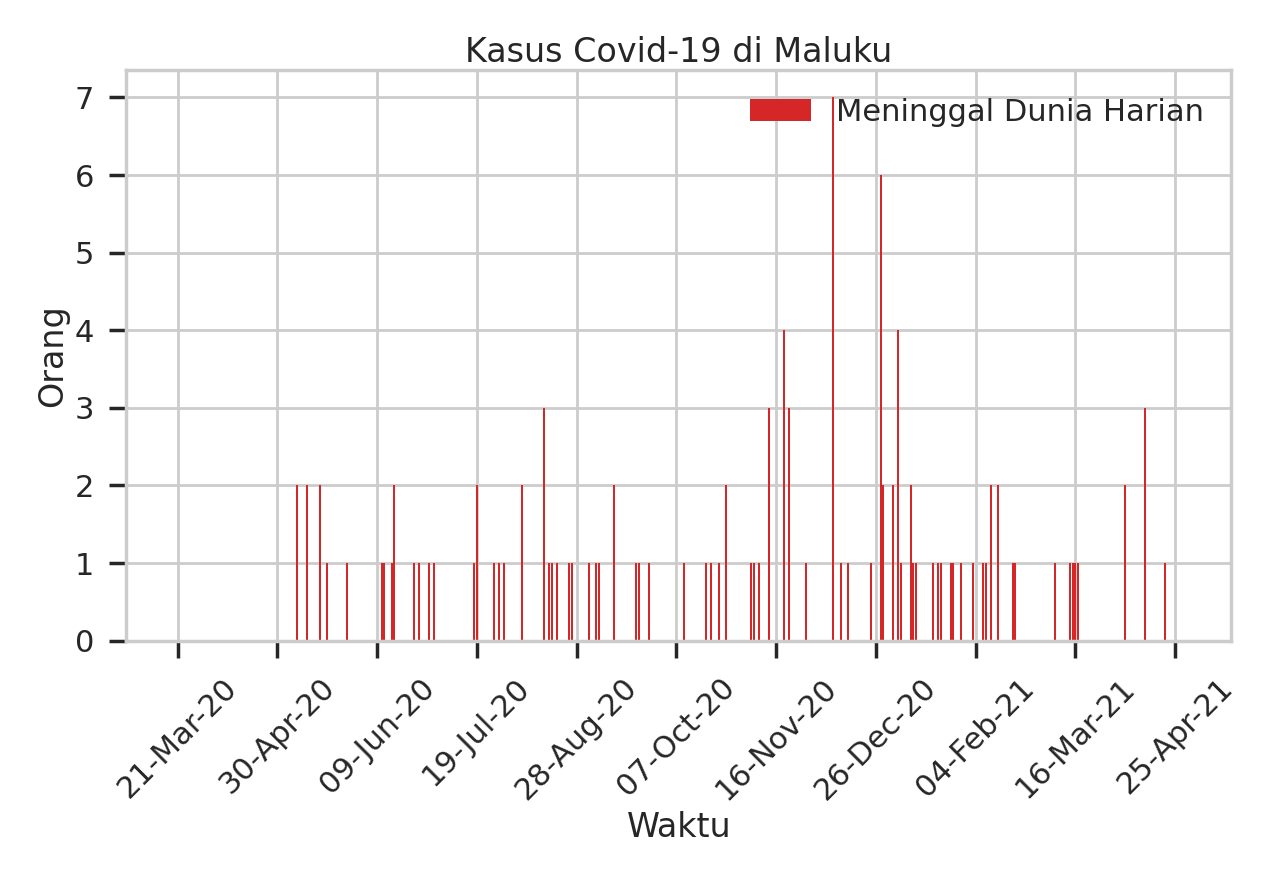 Kasus Covid-19 di Maluku
Meninggal Dunia Harian
Orang
7
6
5
4
3
2
1
0
21-Mar-20
30-Apr-20
09-Jun-20
19-Jul-20
28-Aug-20
07-Oct-20
16-Nov-20
26-Dec-20
04-Feb-21
16-Mar-21
25-Apr-21
Waktu